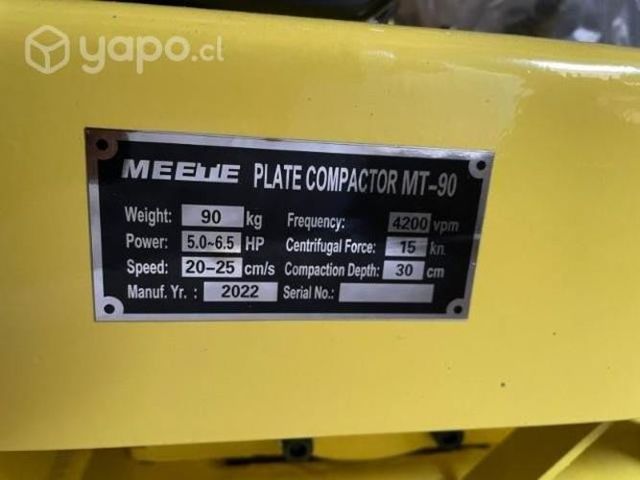 yapo.cl
MEETE PLATE COMPACTOR MT-90
Weight: 90 kg Frequency: 4200 vpm
Power: 5.0~6.5 HP Centrifugal Force: 15 kn
Speed: 20-25 cm/s Compaction Depth: 30 cm
Manuf. Yr. : 2022 Serial No.: